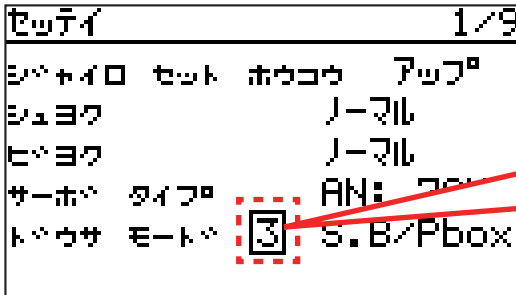 セッテイ 1/9
ジャイロ セット ホウコウ アップ
シュヨク ノーマル
ビヨク ノーマル
サーボ タイプ AN:
ドウサ モード 3 S.B/Pbox